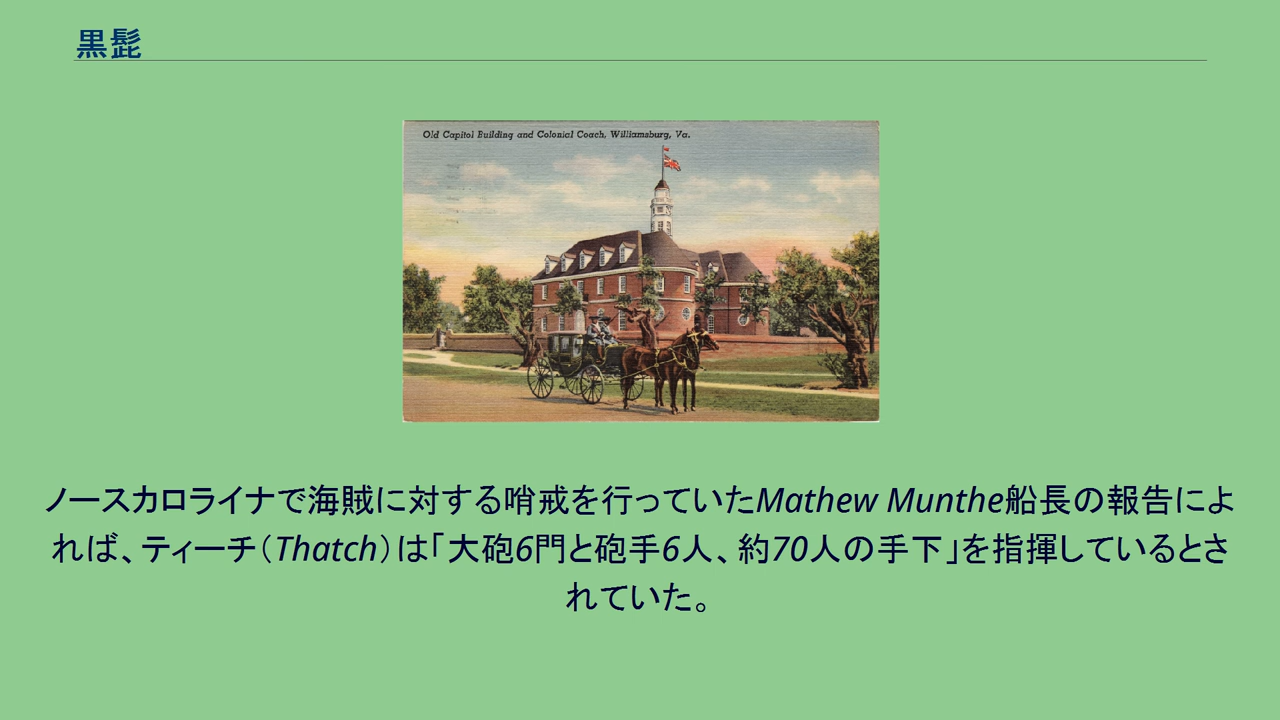 黒髭
Old Capitol Building and Colonial Coach, Williamsburg, Va.
ノースカロライナで海賊に対する哨戒を行っていたMathew Munthe船長の報告によ
れば、ティーチ（Thatch）は「大砲6門と砲手6人、約70人の手下」を指揮しているとさ
れていた。